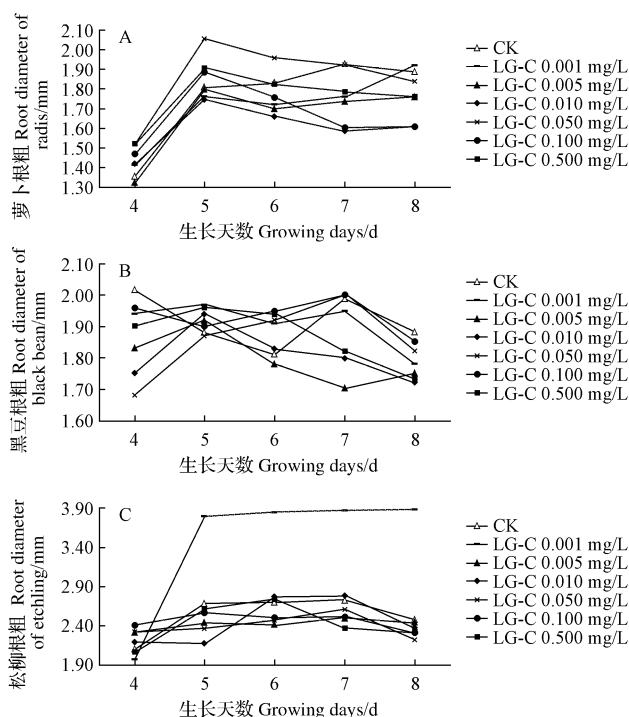 萝卜根粗 Root diameter of
radis/mm
A
2.10
2.00
1.90
1.80
1.70
1.60
1.50
1.40
1.30
4 5 6 7 8
生长天数 Growing days/d
CK
LG-C 0.001 mg/L
LG-C 0.005 mg/L
LG-C 0.010 mg/L
LG-C 0.050 mg/L
LG-C 0.100 mg/L
LG-C 0.500 mg/L
黑豆根粗 Root diameter of
black bean/mm
B
2.10
2.00
1.90
1.80
1.70
1.60
4 5 6 7 8
生长天数 Growing days/d
CK
LG-C 0.001 mg/L
LG-C 0.005 mg/L
LG-C 0.010 mg/L
LG-C 0.050 mg/L
LG-C 0.100 mg/L
LG-C 0.500 mg/L
松柳根粗 Root diameter
of etchling/mm
C
3.90
3.40
2.90
2.40
1.90
4 5 6 7 8
生长天数 Growing days/d
CK
LG-C 0.001 mg/L
LG-C 0.005 mg/L
LG-C 0.010 mg/L
LG-C 0.050 mg/L
LG-C 0.100 mg/L
LG-C 0.500 mg/L